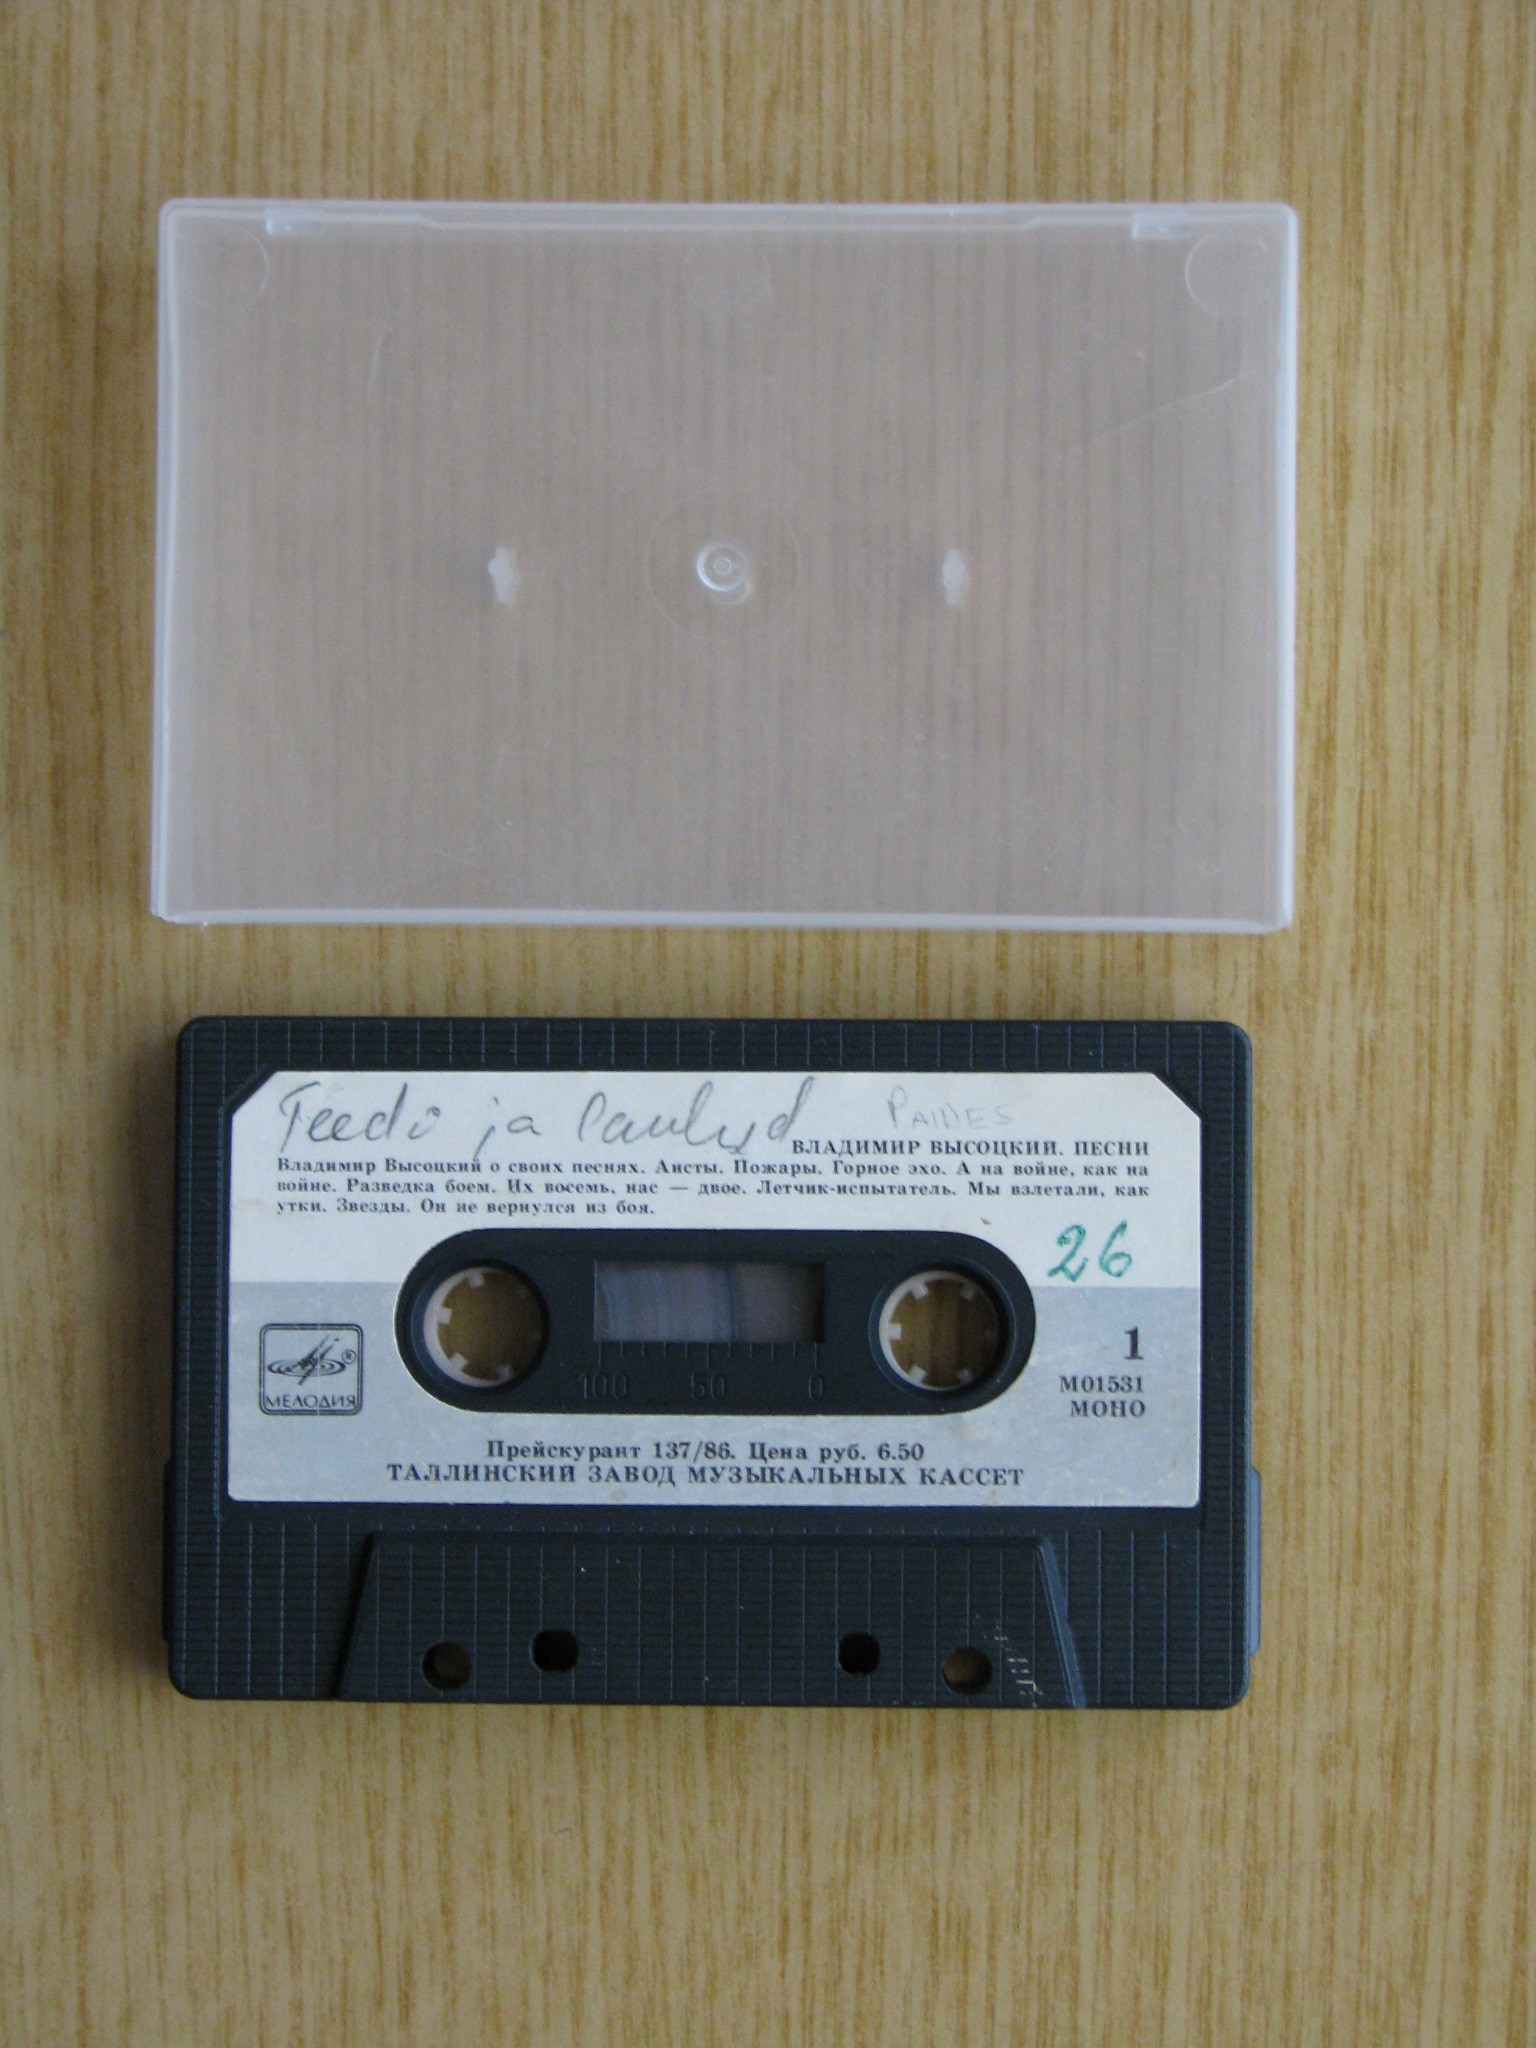 Feedi ja laulud PAIDES
ВЛАДИМИР ВЫСОЦКИЙ. ПЕСНИ
Владимир Высоцкий о своих песнях. Аисты. Пожары. Горное эхо. А на войне, как на
войне. Разведка боем. Их восемь, нас — двое. Летчик-испытатель. Мы взлетали, как
утки. Звезды. Он не вернулся из боя.
26
1
МЕЛОДИЯ ®
М01531
МОНО
100 50 0
Прейскурант 137/86. Цена руб. 6.50
ТАЛЛИНСКИЙ ЗАВОД МУЗЫКАЛЬНЫХ КАССЕТ